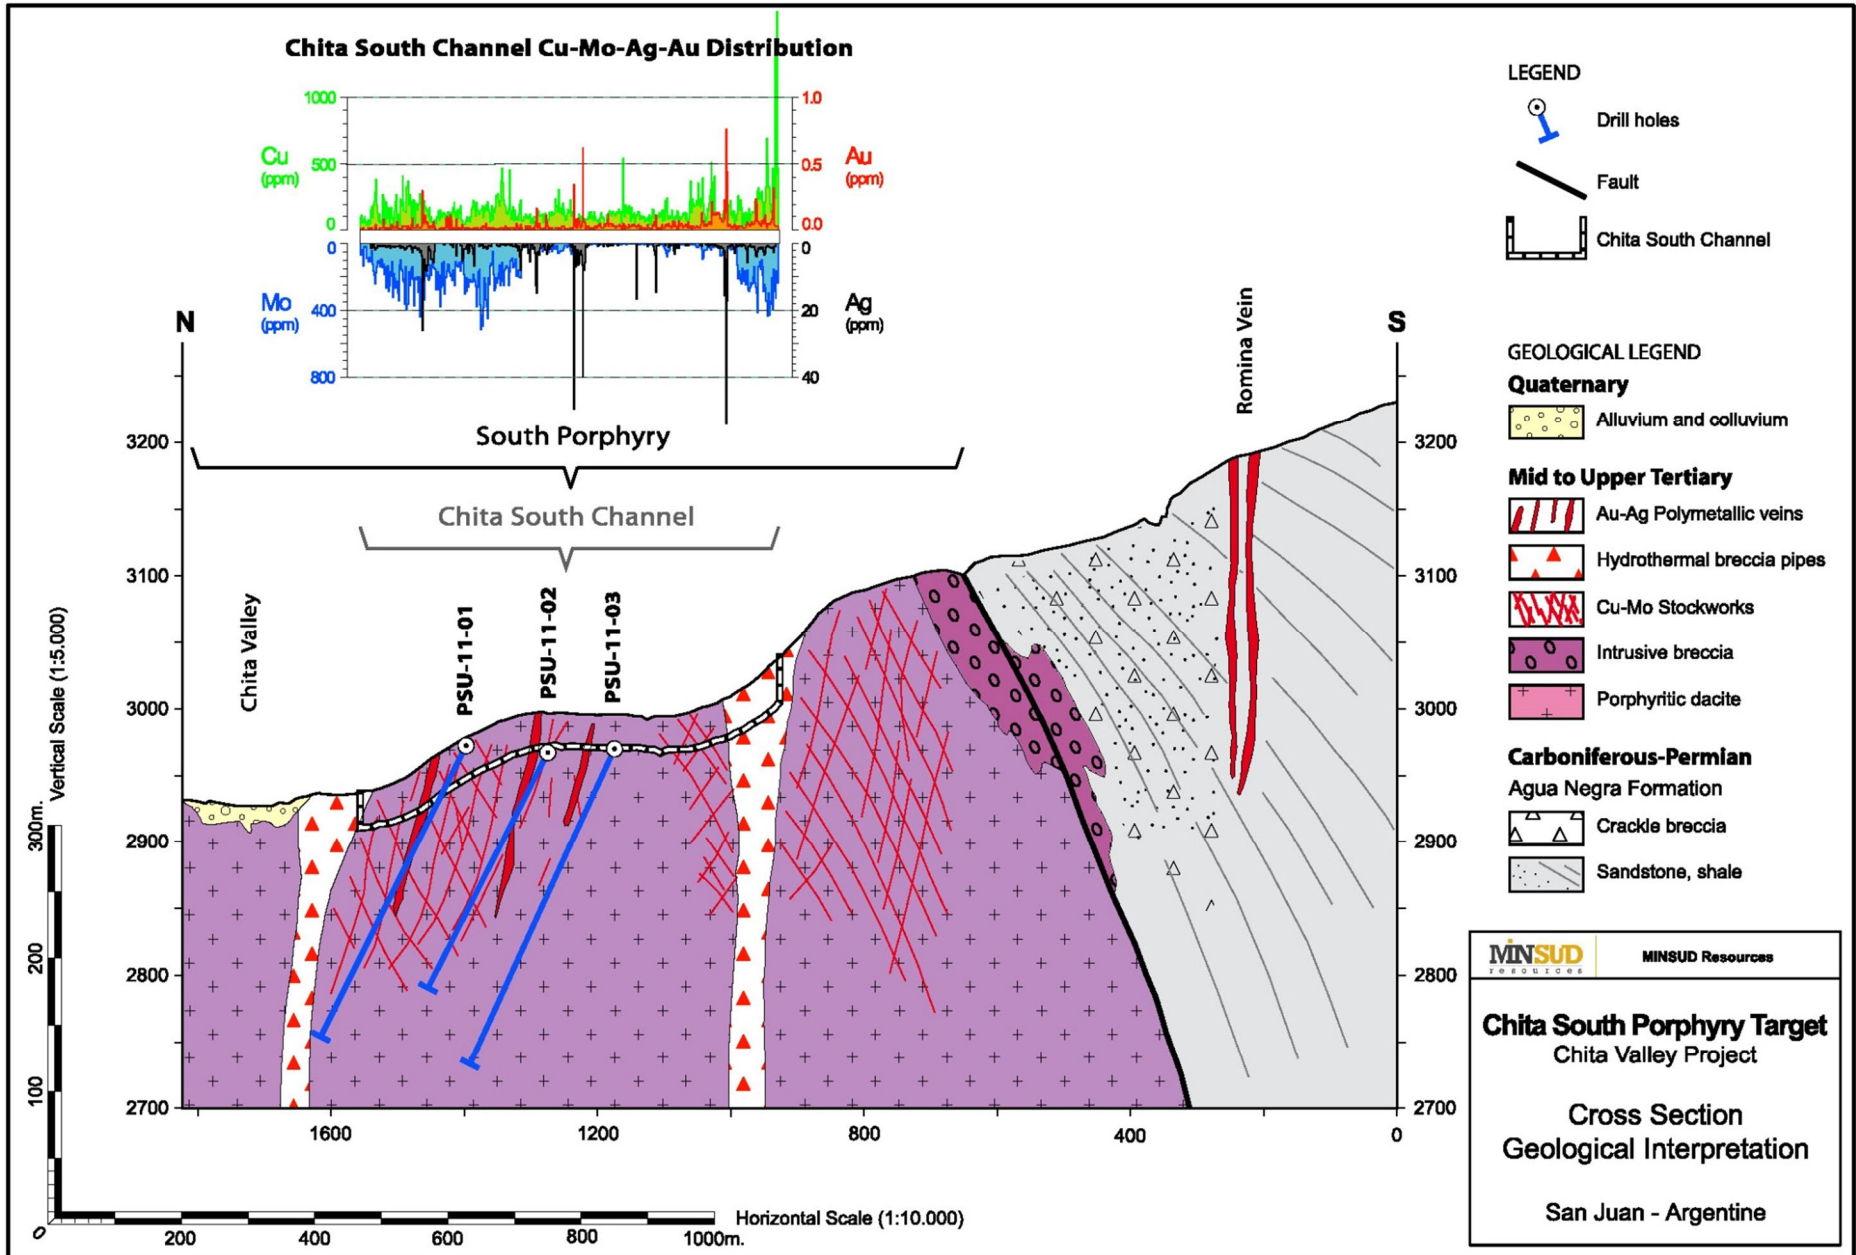 Chita South Channel Cu-Mo-Ag-Au Distribution
1000
1.0
Cu
(ppm)
500
0.5
Au
(ppm)
0
0.0
0
0
Mo
(ppm)
400
20
Ag
(ppm)
800
40
N
S
South Porphyry
Chita South Channel
Romina Vein
Chita Valley
PSU-11-01
PSU-11-02
PSU-11-03
3200
3100
3000
2900
2800
2700
3200
3100
3000
2900
2800
2700
1600
1200
800
400
0
Vertical Scale (1:5.000)
300m.
200
100
0
200
400
600
800
1000m.
Horizontal Scale (1:10.000)
LEGEND
Drill holes
Fault
Chita South Channel
GEOLOGICAL LEGEND
Quaternary
Alluvium and colluvium
Mid to Upper Tertiary
Au-Ag Polymetallic veins
Hydrothermal breccia pipes
Cu-Mo Stockworks
Intrusive breccia
Porphyritic dacite
Carboniferous-Permian
Agua Negra Formation
Crackle breccia
Sandstone, shale
MINSUD
resources
MINSUD Resources
Chita South Porphyry Target
Chita Valley Project
Cross Section
Geological Interpretation
San Juan - Argentine